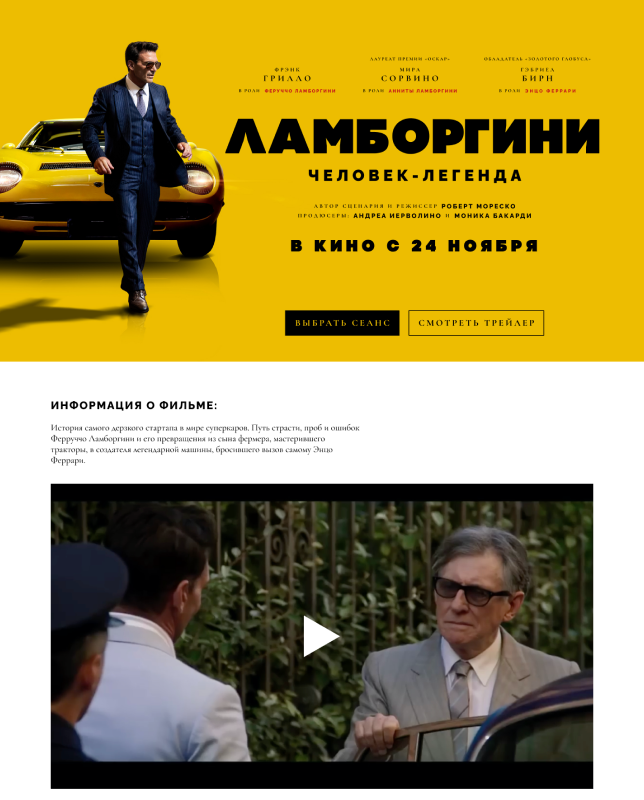 ЛАУРЕАТ ПРЕМИИ «ОСКАР»
ОБЛАДАТЕЛЬ «ЗОЛОТОГО ГЛОБУСА»
ФРЭНК
МИРА
ГЭБРИЕЛ
ГРИЛЛО
СОРВИНО
БИРН
В РОЛИ ФЕРУЧЧО ЛАМБОРГИНИ
В РОЛИ АННИТЫ ЛАМБОРГИНИ
В РОЛИ ЭНЦО ФЕРРАРИ
ЛАМБОРГИНИ
ЧЕЛОВЕК-ЛЕГЕНДА
АВТОР СЦЕНАРИЯ И РЕЖИССЕР РОБЕРТ МОРЕСКО
ПРОДЮСЕРЫ: АНДРЕА ИЕРВОЛИНО И МОНИКА БАКАРДИ
В КИНО С 24 НОЯБРЯ
ВЫБРАТЬ СЕАНС
СМОТРЕТЬ ТРЕЙЛЕР
ИНФОРМАЦИЯ О ФИЛЬМЕ:
История самого дерзкого стартапа в мире суперкаров. Путь страсти, проб и ошибок
Ферруччо Ламборгини и его превращения из сына фермера, мастерившего
тракторы, в создателя легендарной машины, бросившего вызов самому Энцо
Феррари.